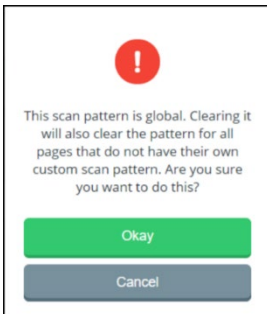 !
This scan pattern is global. Clearing it
will also clear the pattern for all
pages that do not have their own
custom scan pattern. Are you sure
you want to do this?
Okay
Cancel